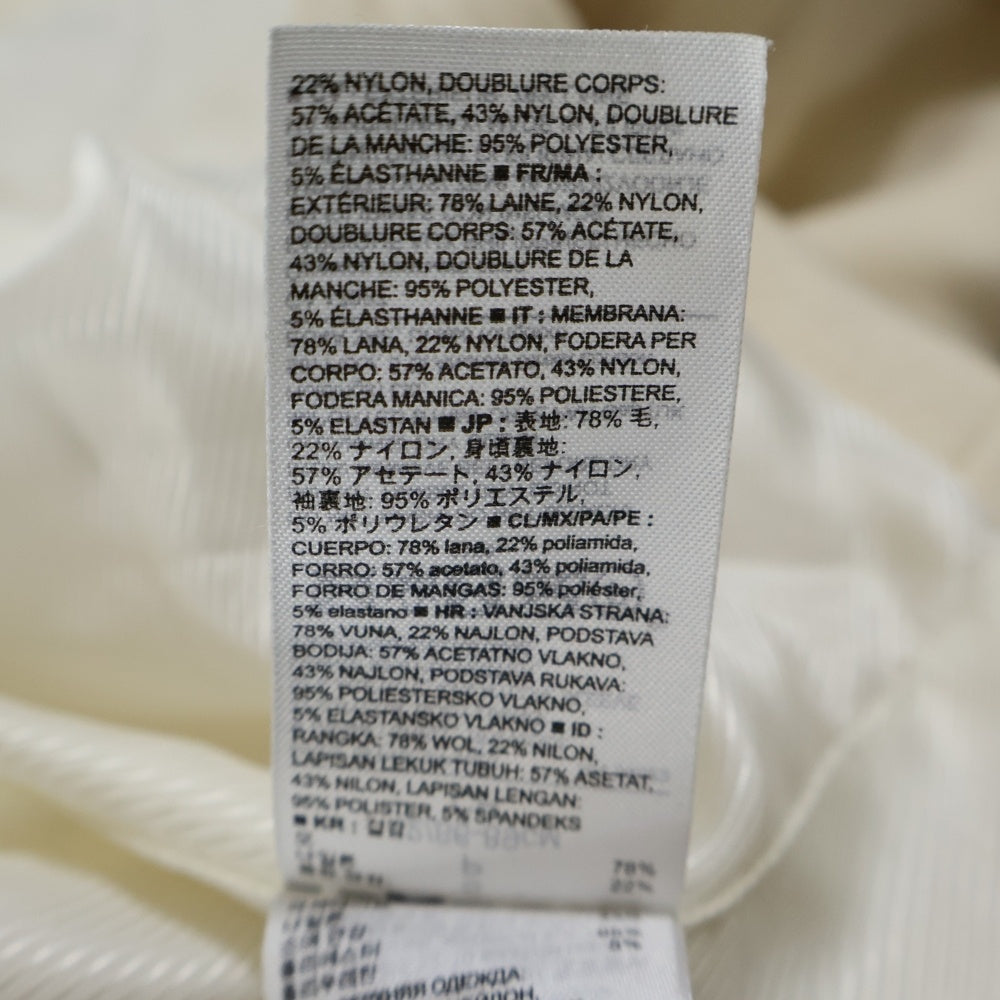 22% NYLON, DOUBLURE CORPS:
57% ACÉTATE, 43% NYLON, DOUBLURE
DE LA MANCHE: 95% POLYESTER,
5% ÉLASTHANNE ■ FR/MA :
EXTÉRIEUR: 78% LAINE, 22% NYLON,
DOUBLURE CORPS: 57% ACÉTATE,
43% NYLON, DOUBLURE DE LA
MANCHE: 95% POLYESTER,
5% ÉLASTHANNE ■ IT : MEMBRANA:
78% LANA, 22% NYLON, FODERA PER
CORPO: 57% ACETATO, 43% NYLON,
FODERA MANICA: 95% POLIESTERE,
5% ELASTAN ■ JP : 表地: 78% 毛,
22% ナイロン, 身頃裏地:
57% アセテート, 43% ナイロン,
袖裏地: 95% ポリエステル,
5% ポリウレタン ■ CL/MX/PA/PE :
CUERPO: 78% lana, 22% poliamida,
FORRO: 57% acetato, 43% poliamida,
FORRO DE MANGAS: 95% poliéster,
5% elastano ■ HR : VANJSKA STRANA:
78% VUNA, 22% NAJLON, PODSTAVA
BODIJA: 57% ACETATNO VLAKNO,
43% NAJLON, PODSTAVA RUKAVA:
95% POLIESTERSKO VLAKNO,
5% ELASTANSKO VLAKNO ■ ID :
RANGKA: 78% WOL, 22% NILON,
LAPISAN LEKUK TUBUH: 57% ASETAT,
43% NILON, LAPISAN LENGAN:
95% POLISTER, 5% SPANDEKS
■ KR : 겉감
78%
22%
ОДЕЖДА: